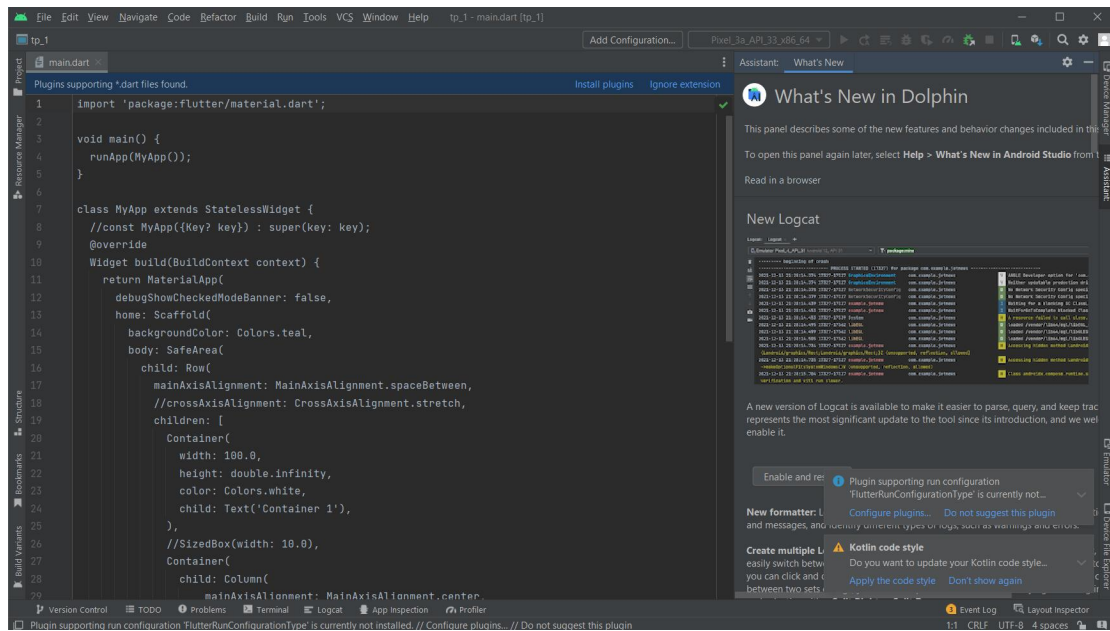 File Edit View Navigate Code Refactor Build Run Tools VCS Window Help tp_1 - main.dart [tp_1]
tp_1 Add Configuration... Pixel_3a_API_33_x86_64
Project
Resource Manager
Structure
Bookmarks
Build Variants
main.dart
Plugins supporting *.dart files found. Install plugins Ignore extension
1 import 'package:flutter/material.dart';
2
3 void main() {
4 runApp(MyApp());
5 }
6
7 class MyApp extends StatelessWidget {
8 //const MyApp({Key? key}) : super(key: key);
9 @override
10 Widget build(BuildContext context) {
11 return MaterialApp(
12 debugShowCheckedModeBanner: false,
13 home: Scaffold(
14 backgroundColor: Colors.teal,
15 body: SafeArea(
16 child: Row(
17 mainAxisAlignment: MainAxisAlignment.spaceBetween,
18 //crossAxisAlignment: CrossAxisAlignment.stretch,
19 children: [
20 Container(
21 width: 100.0,
22 height: double.infinity,
23 color: Colors.white,
24 child: Text('Container 1'),
25 ),
26 //SizedBox(width: 10.0),
27 Container(
28 child: Column(
29 mainAxisAlignment: MainAxisAlignment.center,
Assistant: What's New
What's New in Dolphin
This panel describes some of the new features and behavior changes included in this
To open this panel again later, select Help > What's New in Android Studio from t
Read in a browser
New Logcat
A new version of Logcat is available to make it easier to parse, query, and keep trac
represents the most significant update to the tool since its introduction, and we wel
enable it.
Enable and res
New formatter: L
and messages, and identify different types of logs, such as warnings and errors.
Create multiple Lo
easily switch betw
you can click and d
between two sets
Plugin supporting run configuration
'FlutterRunConfigurationType' is currently not...
Configure plugins... Do not suggest this plugin
Kotlin code style
Do you want to update your Kotlin code style...
Apply the code style Don't show again
Device Manager
Assistant
Emulator
Device File Explorer
Version Control TODO Problems Terminal Logcat App Inspection Profiler 3 Event Log Layout Inspector
Plugin supporting run configuration 'FlutterRunConfigurationType' is currently not installed. // Configure plugins... // Do not suggest this plugin 1:1 CRLF UTF-8 4 spaces